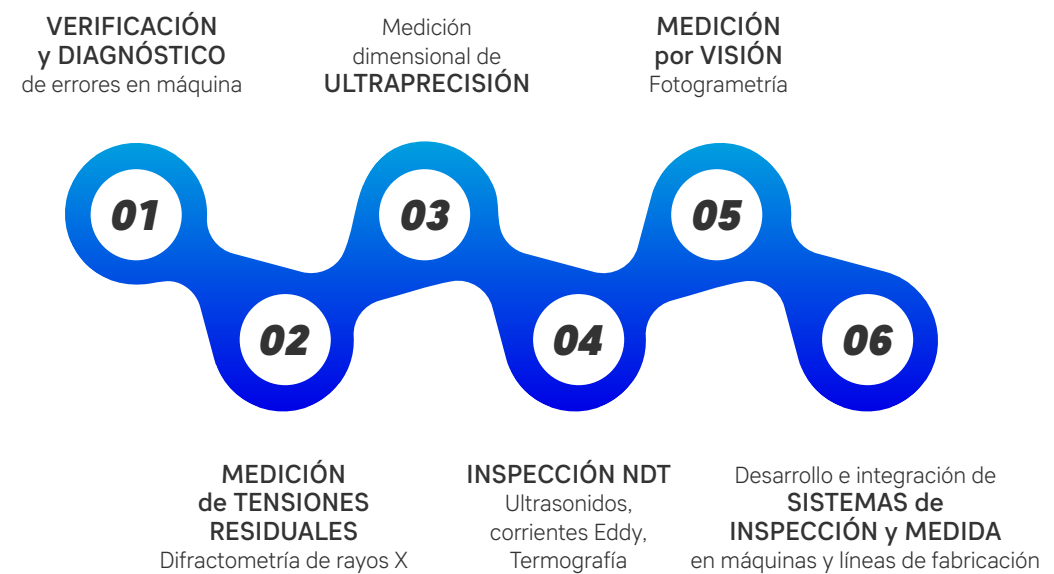 VERIFICACIÓN
y DIAGNÓSTICO
de errores en máquina
Medición
dimensional de
ULTRAPRECISIÓN
MEDICIÓN
por VISIÓN
Fotogrametría
01
03
05
02
04
06
MEDICIÓN
de TENSIONES
RESIDUALES
Difractometría de rayos X
INSPECCIÓN NDT
Ultrasonidos,
corrientes Eddy,
Termografía
Desarrollo e integración de
SISTEMAS de
INSPECCIÓN y MEDIDA
en máquinas y líneas de fabricación